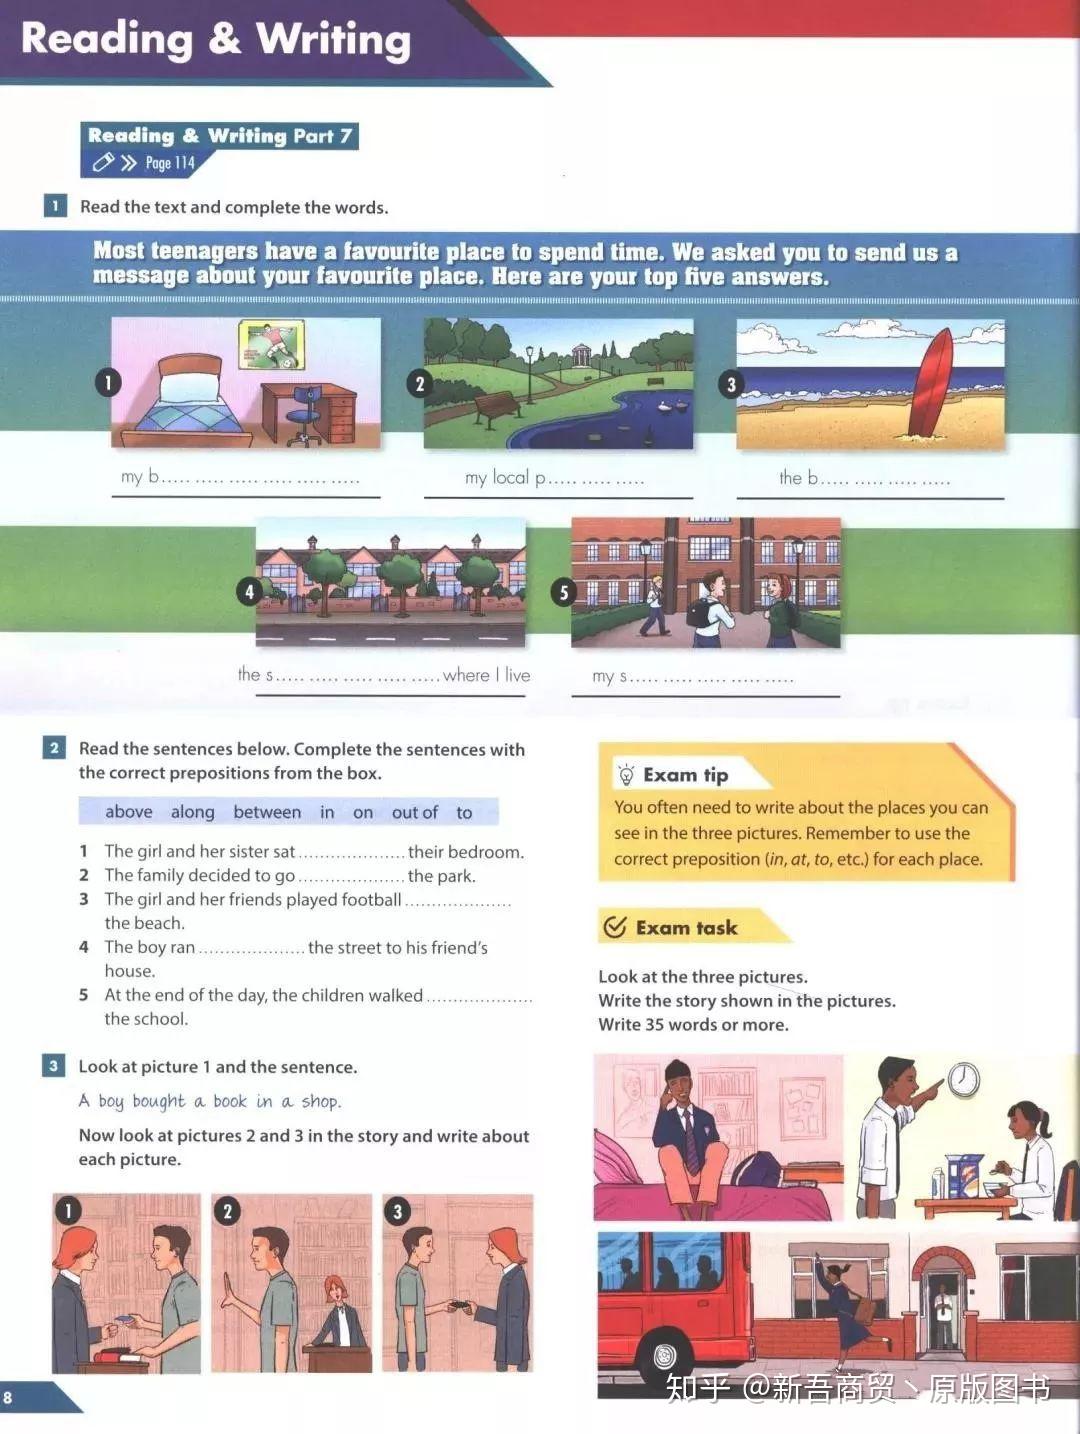 Reading & Writing
Reading & Writing Part 7
Page 114
1 Read the text and complete the words.
Most teenagers have a favourite place to spend time. We asked you to send us a
message about your favourite place. Here are your top five answers.
1
2
3
my b..... ..... ..... ..... ..... .....
my local p..... ..... .....
the b..... ..... ..... .....
4
5
the s..... ..... ..... ..... .....where I live
my s..... ..... ..... ..... .....
2 Read the sentences below. Complete the sentences with
the correct prepositions from the box.
above along between in on out of to
1 The girl and her sister sat .................... their bedroom.
2 The family decided to go .................... the park.
3 The girl and her friends played football ....................
the beach.
4 The boy ran .................... the street to his friend's
house.
5 At the end of the day, the children walked ....................
the school.
3 Look at picture 1 and the sentence.
A boy bought a book in a shop.
Now look at pictures 2 and 3 in the story and write about
each picture.
1
2
3
8
Exam tip
You often need to write about the places you can
see in the three pictures. Remember to use the
correct preposition (in, at, to, etc.) for each place.
Exam task
Look at the three pictures.
Write the story shown in the pictures.
Write 35 words or more.
知乎 @新吾商贸丶原版图书